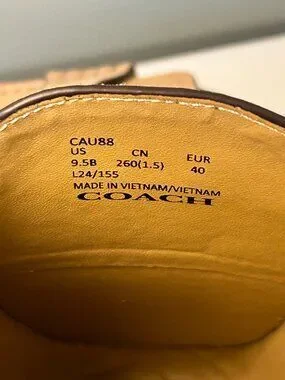 CAU88
US CN EUR
9.5B 260(1.5) 40
L24/155
MADE IN VIETNAM/VIETNAM
COACH